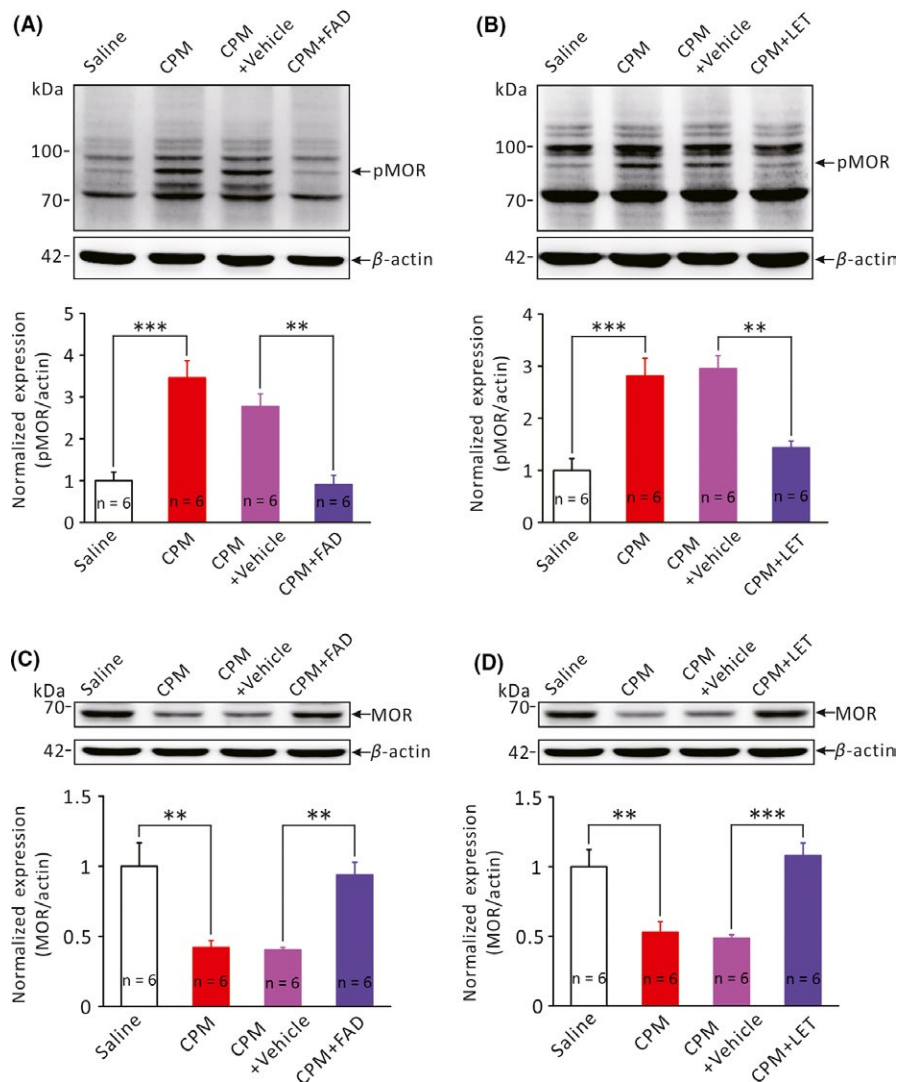 (A)
Saline
CPM
CPM
+Vehicle
CPM+FAD
kDa
100-
70-
pMOR
42-
β-actin
Normalized expression
(pMOR/actin)
5
4
3
2
1
0
***
**
n = 6
n = 6
n = 6
n = 6
Saline
CPM
CPM
+Vehicle
CPM+FAD
(B)
Saline
CPM
CPM
+Vehicle
CPM+LET
kDa
100-
70-
pMOR
42-
β-actin
Normalized expression
(pMOR/actin)
4
3
2
1
0
***
**
n = 6
n = 6
n = 6
n = 6
Saline
CPM
CPM
+Vehicle
CPM+LET
(C)
Saline
CPM
CPM
+Vehicle
CPM+FAD
kDa
70-
MOR
42-
β-actin
Normalized expression
(MOR/actin)
1.5
1
0.5
0
**
**
n = 6
n = 6
n = 6
n = 6
Saline
CPM
CPM
+Vehicle
CPM+FAD
(D)
Saline
CPM
CPM
+Vehicle
CPM+LET
kDa
70-
MOR
42-
β-actin
Normalized expression
(MOR/actin)
1.5
1
0.5
0
**
***
n = 6
n = 6
n = 6
n = 6
Saline
CPM
CPM
+Vehicle
CPM+LET